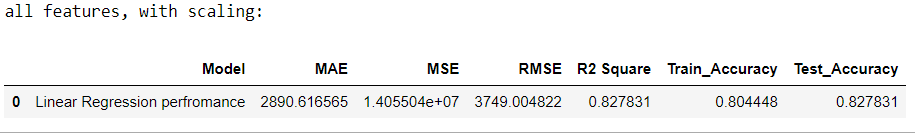 all features, with scaling:
Model MAE MSE RMSE R2 Square Train_Accuracy Test_Accuracy
0 Linear Regression perfromance 2890.616565 1.405504e+07 3749.004822 0.827831 0.804448 0.827831